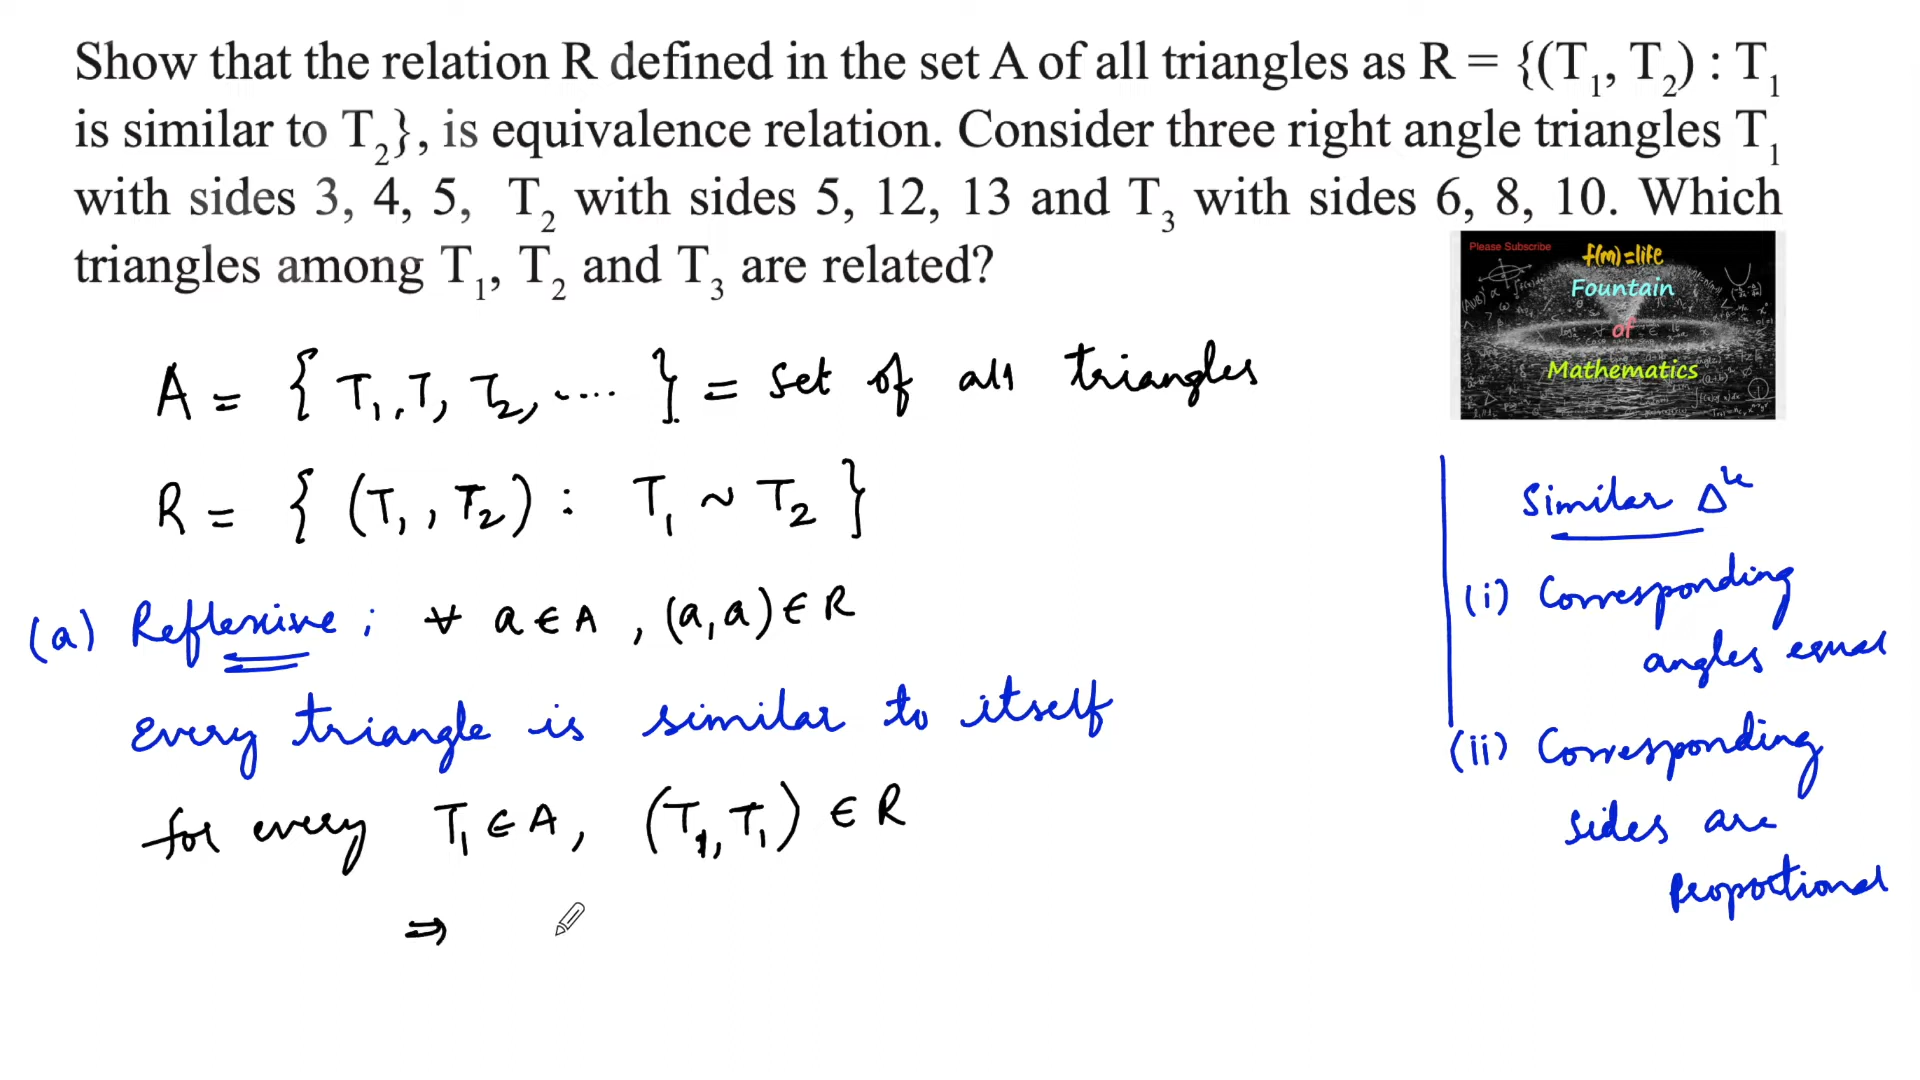 Show that the relation R defined in the set A of all triangles as R = {(T₁, T₂) : T₁
is similar to T₂}, is equivalence relation. Consider three right angle triangles T₁
with sides 3, 4, 5, T₂ with sides 5, 12, 13 and T₃ with sides 6, 8, 10. Which
triangles among T₁, T₂ and T₃ are related?
Please Subscribe
f(m)=life
Fountain
of
Mathematics
A = { T₁, T, T₂, .... } = set of all triangles
R = { (T₁, T₂) : T₁ ~ T₂ }
(a) Reflexive ; ∀ a ∈ A , (a, a) ∈ R
Every triangle is similar to itself
for every T₁ ∈ A, (T₁, T₁) ∈ R
⇒
Similar Δ
(i) Corresponding
angles equal
(ii) Corresponding
sides are
proportional